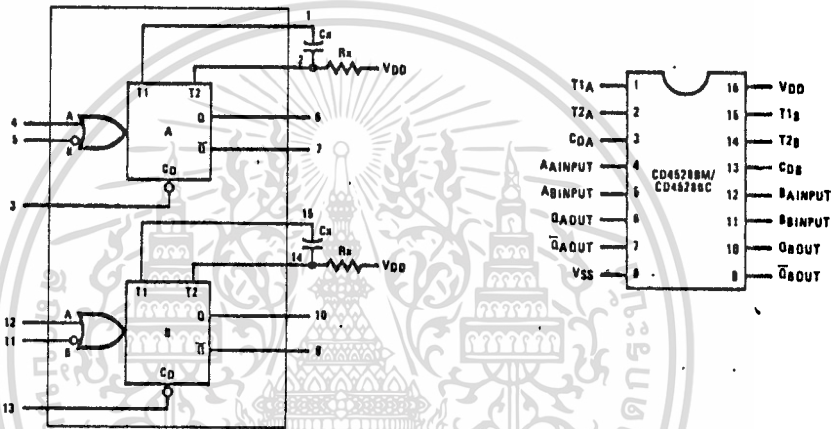 1
Cx
2
Rx
VDD
T1 T2
4 A
5 B
A
Q 6
Q̅ 7
CD
3
15
Cx
14
Rx
VDD
T1 T2
12 A
11 B
B
Q 10
Q̅ 9
CD
13
T1A 1 16 VDD
T2A 2 15 T1B
CDA 3 14 T2B
AAINPUT 4 13 CDB
ABINPUT 5 12 BAINPUT
QAOUT 6 11 BBINPUT
Q̅AOUT 7 10 QBOUT
VSS 8 9 Q̅BOUT
CD4528BM/
CD4528BC